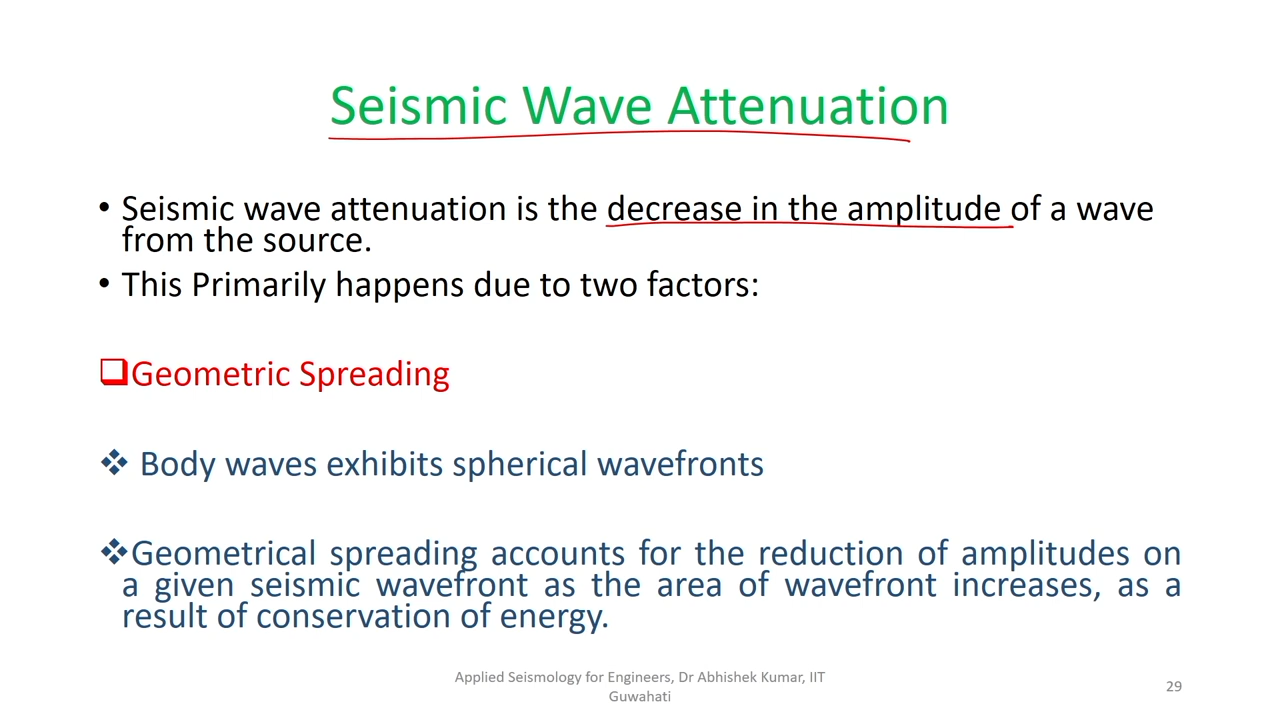 Seismic Wave Attenuation
• Seismic wave attenuation is the decrease in the amplitude of a wave
from the source.
• This Primarily happens due to two factors:
❑Geometric Spreading
❖ Body waves exhibits spherical wavefronts
❖Geometrical spreading accounts for the reduction of amplitudes on
a given seismic wavefront as the area of wavefront increases, as a
result of conservation of energy.
Applied Seismology for Engineers, Dr Abhishek Kumar, IIT
Guwahati
29